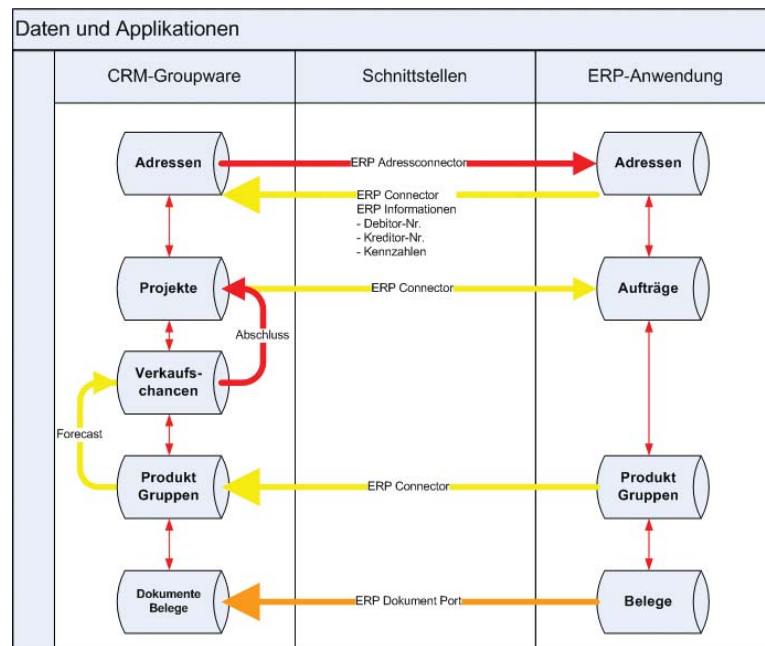 Daten und Applikationen
CRM-Groupware
Schnittstellen
ERP-Anwendung
Adressen
ERP Adressconnector
Adressen
ERP Connector
ERP Informationen
- Debitor-Nr.
- Kreditor-Nr.
- Kennzahlen
Projekte
ERP Connector
Aufträge
Abschluss
Verkaufs-
chancen
Forecast
Produkt
Gruppen
ERP Connector
Produkt
Gruppen
Dokumente
Belege
ERP Dokument Port
Belege